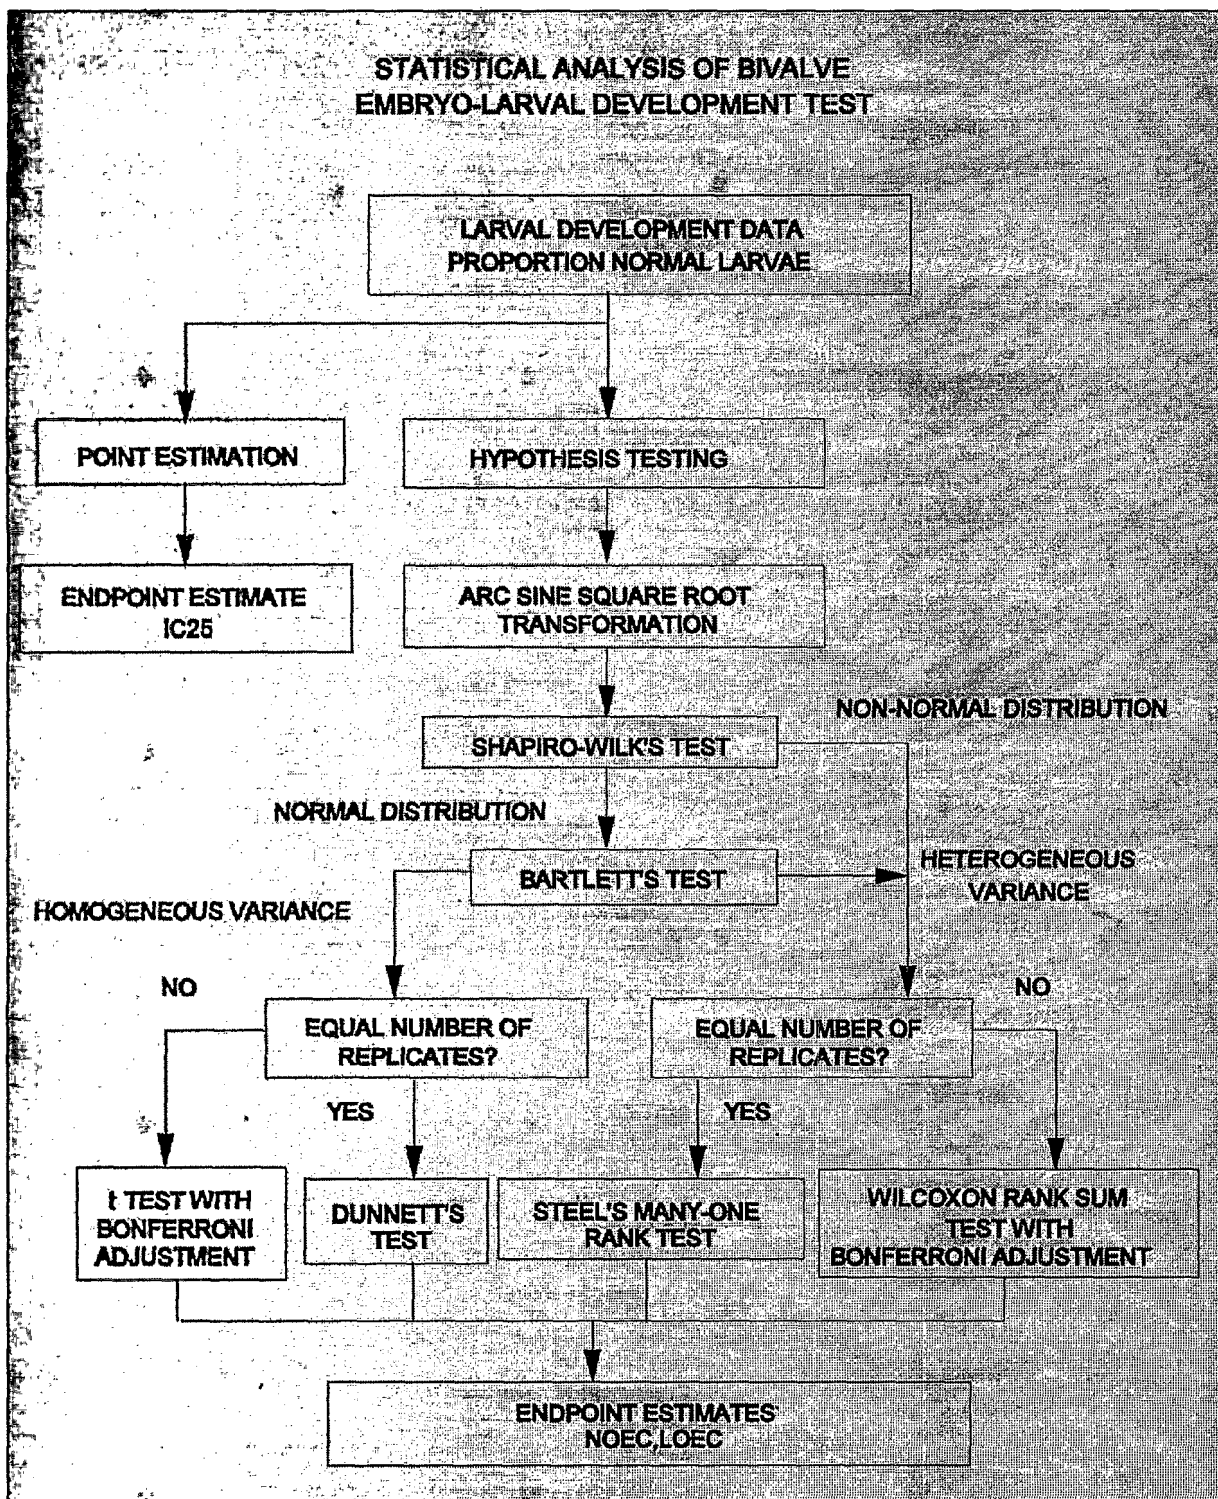 STATISTICAL ANALYSIS OF BIVALVE
EMBRYO-LARVAL DEVELOPMENT TEST
LARVAL DEVELOPMENT DATA
PROPORTION NORMAL LARVAE
POINT ESTIMATION
HYPOTHESIS TESTING
ENDPOINT ESTIMATE
IC25
ARC SINE SQUARE ROOT
TRANSFORMATION
NON-NORMAL DISTRIBUTION
SHAPIRO-WILK'S TEST
NORMAL DISTRIBUTION
BARTLETT'S TEST
HETEROGENEOUS
VARIANCE
HOMOGENEOUS VARIANCE
NO
NO
EQUAL NUMBER OF
REPLICATES?
EQUAL NUMBER OF
REPLICATES?
YES
YES
t TEST WITH
BONFERRONI
ADJUSTMENT
DUNNETT'S
TEST
STEEL'S MANY-ONE
RANK TEST
WILCOXON RANK SUM
TEST WITH
BONFERRONI ADJUSTMENT
ENDPOINT ESTIMATES
NOEC,LOEC